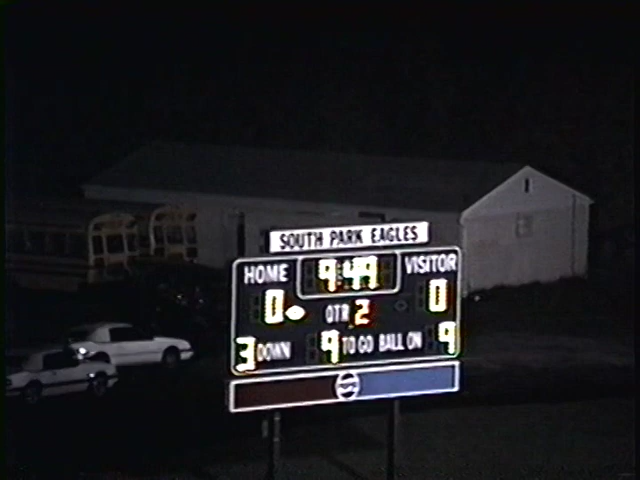 SOUTH PARK EAGLES
HOME 9:49 VISITOR
0 QTR 2 0
3 DOWN 9 TO GO BALL ON 9